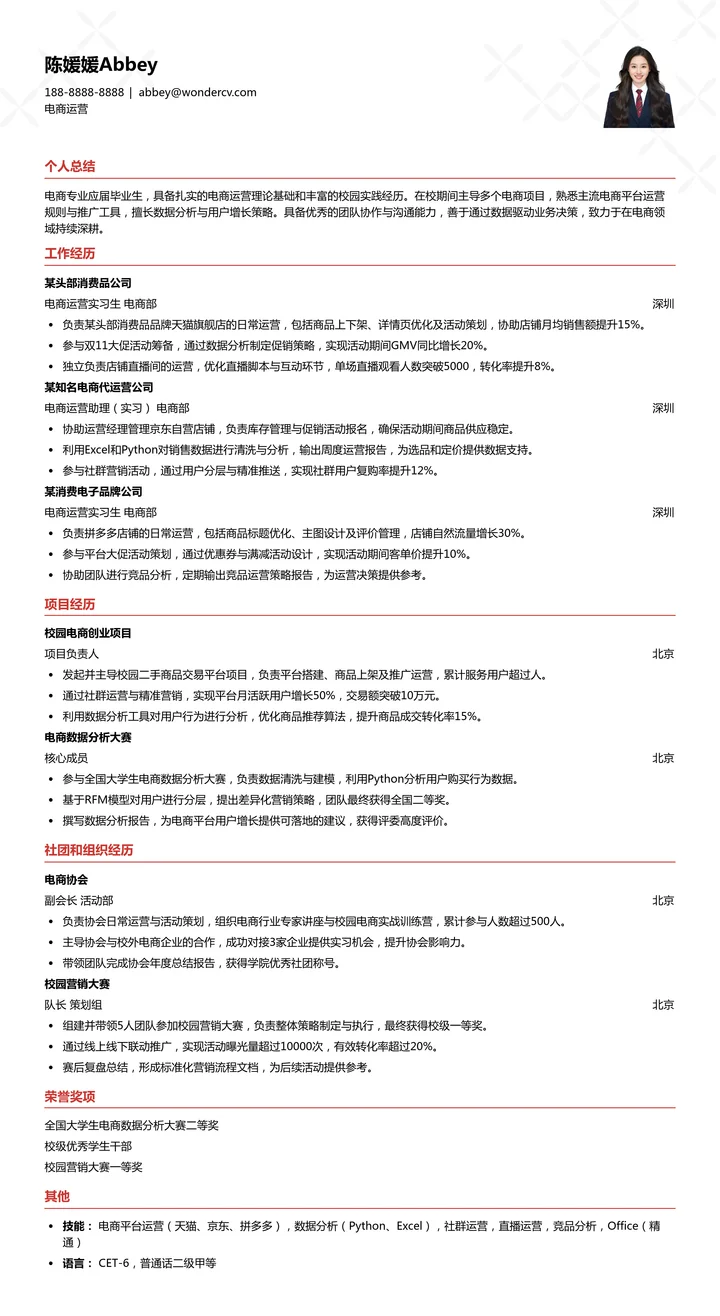 陈媛媛Abbey
188-8888-8888 | abbey@wondercv.com
电商运营
个人总结
电商专业应届毕业生，具备扎实的电商运营理论基础和丰富的校园实践经历。在校期间主导多个电商项目，熟悉主流电商平台运营
规则与推广工具，擅长数据分析与用户增长策略。具备优秀的团队协作与沟通能力，善于通过数据驱动业务决策，致力于在电商领
域持续深耕。
工作经历
某头部消费品公司
电商运营实习生 电商部 深圳
• 负责某头部消费品品牌天猫旗舰店的日常运营，包括商品上下架、详情页优化及活动策划，协助店铺月均销售额提升15%。
• 参与双11大促活动筹备，通过数据分析制定促销策略，实现活动期间GMV同比增长20%。
• 独立负责店铺直播间的运营，优化直播脚本与互动环节，单场直播观看人数突破5000，转化率提升8%。
某知名电商代运营公司
电商运营助理（实习） 电商部 深圳
• 协助运营经理管理京东自营店铺，负责库存管理与促销活动报名，确保活动期间商品供应稳定。
• 利用Excel和Python对销售数据进行清洗与分析，输出周度运营报告，为选品和定价提供数据支持。
• 参与社群营销活动，通过用户分层与精准推送，实现社群用户复购率提升12%。
某消费电子品牌公司
电商运营实习生 电商部 深圳
• 负责拼多多店铺的日常运营，包括商品标题优化、主图设计及评价管理，店铺自然流量增长30%。
• 参与平台大促活动策划，通过优惠券与满减活动设计，实现活动期间客单价提升10%。
• 协助团队进行竞品分析，定期输出竞品运营策略报告，为运营决策提供参考。
项目经历
校园电商创业项目
项目负责人 北京
• 发起并主导校园二手商品交易平台项目，负责平台搭建、商品上架及推广运营，累计服务用户超过人。
• 通过社群运营与精准营销，实现平台月活跃用户增长50%，交易额突破10万元。
• 利用数据分析工具对用户行为进行分析，优化商品推荐算法，提升商品成交转化率15%。
电商数据分析大赛
核心成员 北京
• 参与全国大学生电商数据分析大赛，负责数据清洗与建模，利用Python分析用户购买行为数据。
• 基于RFM模型对用户进行分层，提出差异化营销策略，团队最终获得全国二等奖。
• 撰写数据分析报告，为电商平台用户增长提供可落地的建议，获得评委高度评价。
社团和组织经历
电商协会
副会长 活动部 北京
• 负责协会日常运营与活动策划，组织电商行业专家讲座与校园电商实战训练营，累计参与人数超过500人。
• 主导协会与校外电商企业的合作，成功对接3家企业提供实习机会，提升协会影响力。
• 带领团队完成协会年度总结报告，获得学院优秀社团称号。
校园营销大赛
队长 策划组 北京
• 组建并带领5人团队参加校园营销大赛，负责整体策略制定与执行，最终获得校级一等奖。
• 通过线上线下联动推广，实现活动曝光量超过10000次，有效转化率超过20%。
• 赛后复盘总结，形成标准化营销流程文档，为后续活动提供参考。
荣誉奖项
全国大学生电商数据分析大赛二等奖
校级优秀学生干部
校园营销大赛一等奖
其他
• 技能： 电商平台运营（天猫、京东、拼多多），数据分析（Python、Excel），社群运营，直播运营，竞品分析，Office（精
通）
• 语言： CET-6，普通话二级甲等